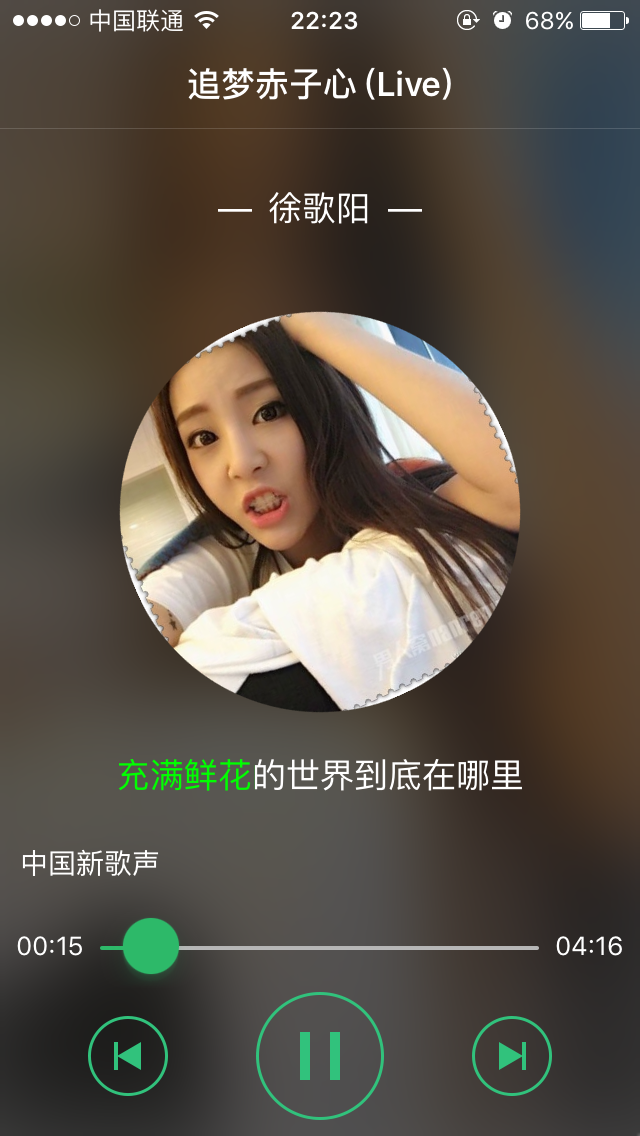 中国联通 22:23 68%
追梦赤子心 (Live)
— 徐歌阳 —
充满鲜花的世界到底在哪里
中国新歌声
00:15 04:16